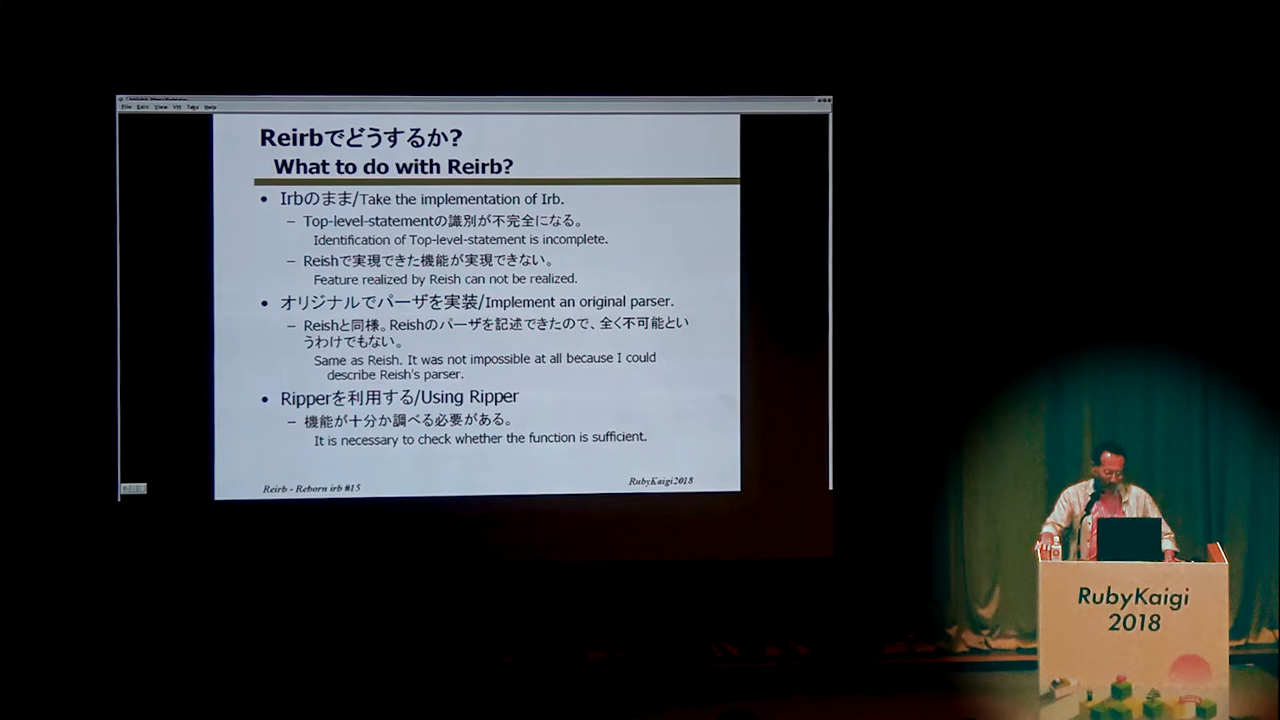 File Edit View VM Tabs Help
Reirbでどうするか?
What to do with Reirb?
• Irbのまま/Take the implementation of Irb.
– Top-level-statementの識別が不完全になる。
Identification of Top-level-statement is incomplete.
– Reishで実現できた機能が実現できない。
Feature realized by Reish can not be realized.
• オリジナルでパーザを実装/Implement an original parser.
– Reishと同様。Reishのパーザを記述できたので、全く不可能とい
うわけでもない。
Same as Reish. It was not impossible at all because I could
describe Reish's parser.
• Ripperを利用する/Using Ripper
– 機能が十分か調べる必要がある。
It is necessary to check whether the function is sufficient.
Reirb - Reborn irb #15
RubyKaigi2018
RubyKaigi
2018